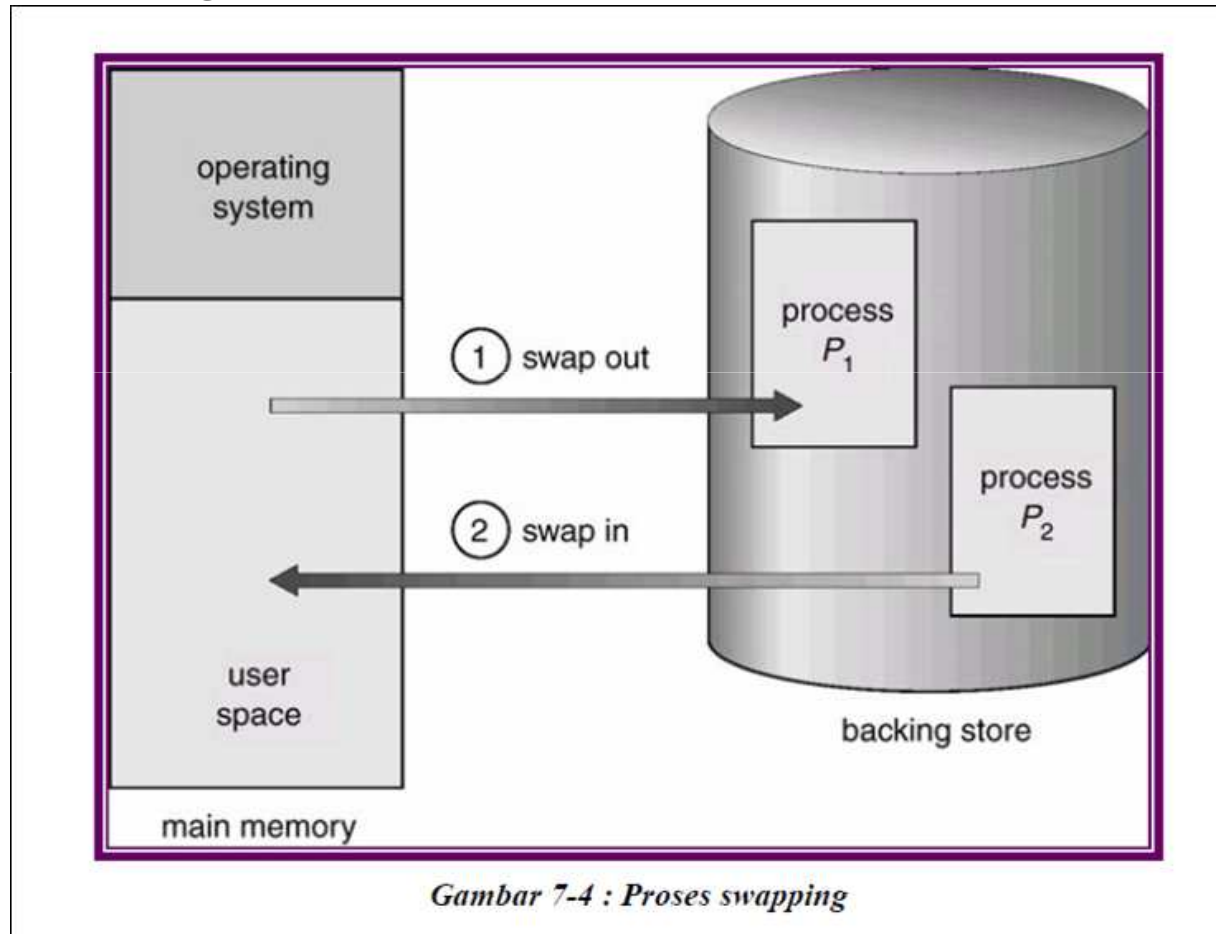 operating
system
process
P1
1 swap out
process
P2
2 swap in
user
space
backing store
main memory
Gambar 7-4 : Proses swapping